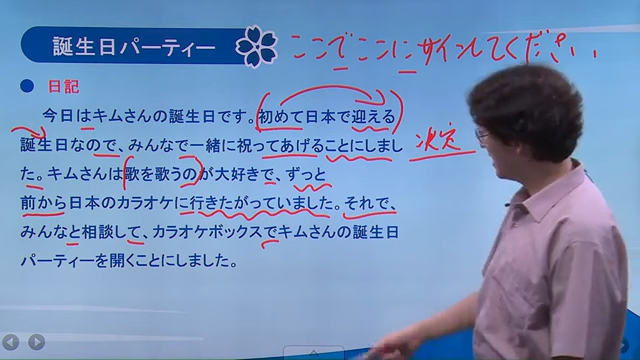 誕生日パーティー
ここでここにサインしてください
● 日記
今日はキムさんの誕生日です。初めて日本で迎える
誕生日なので、みんなで一緒に祝ってあげることにしまし
決定
た。キムさんは歌を歌うのが大好きで、ずっと
前から日本のカラオケに行きたがっていました。それで、
みんなと相談して、カラオケボックスでキムさんの誕生日
パーティーを開くことにしました。